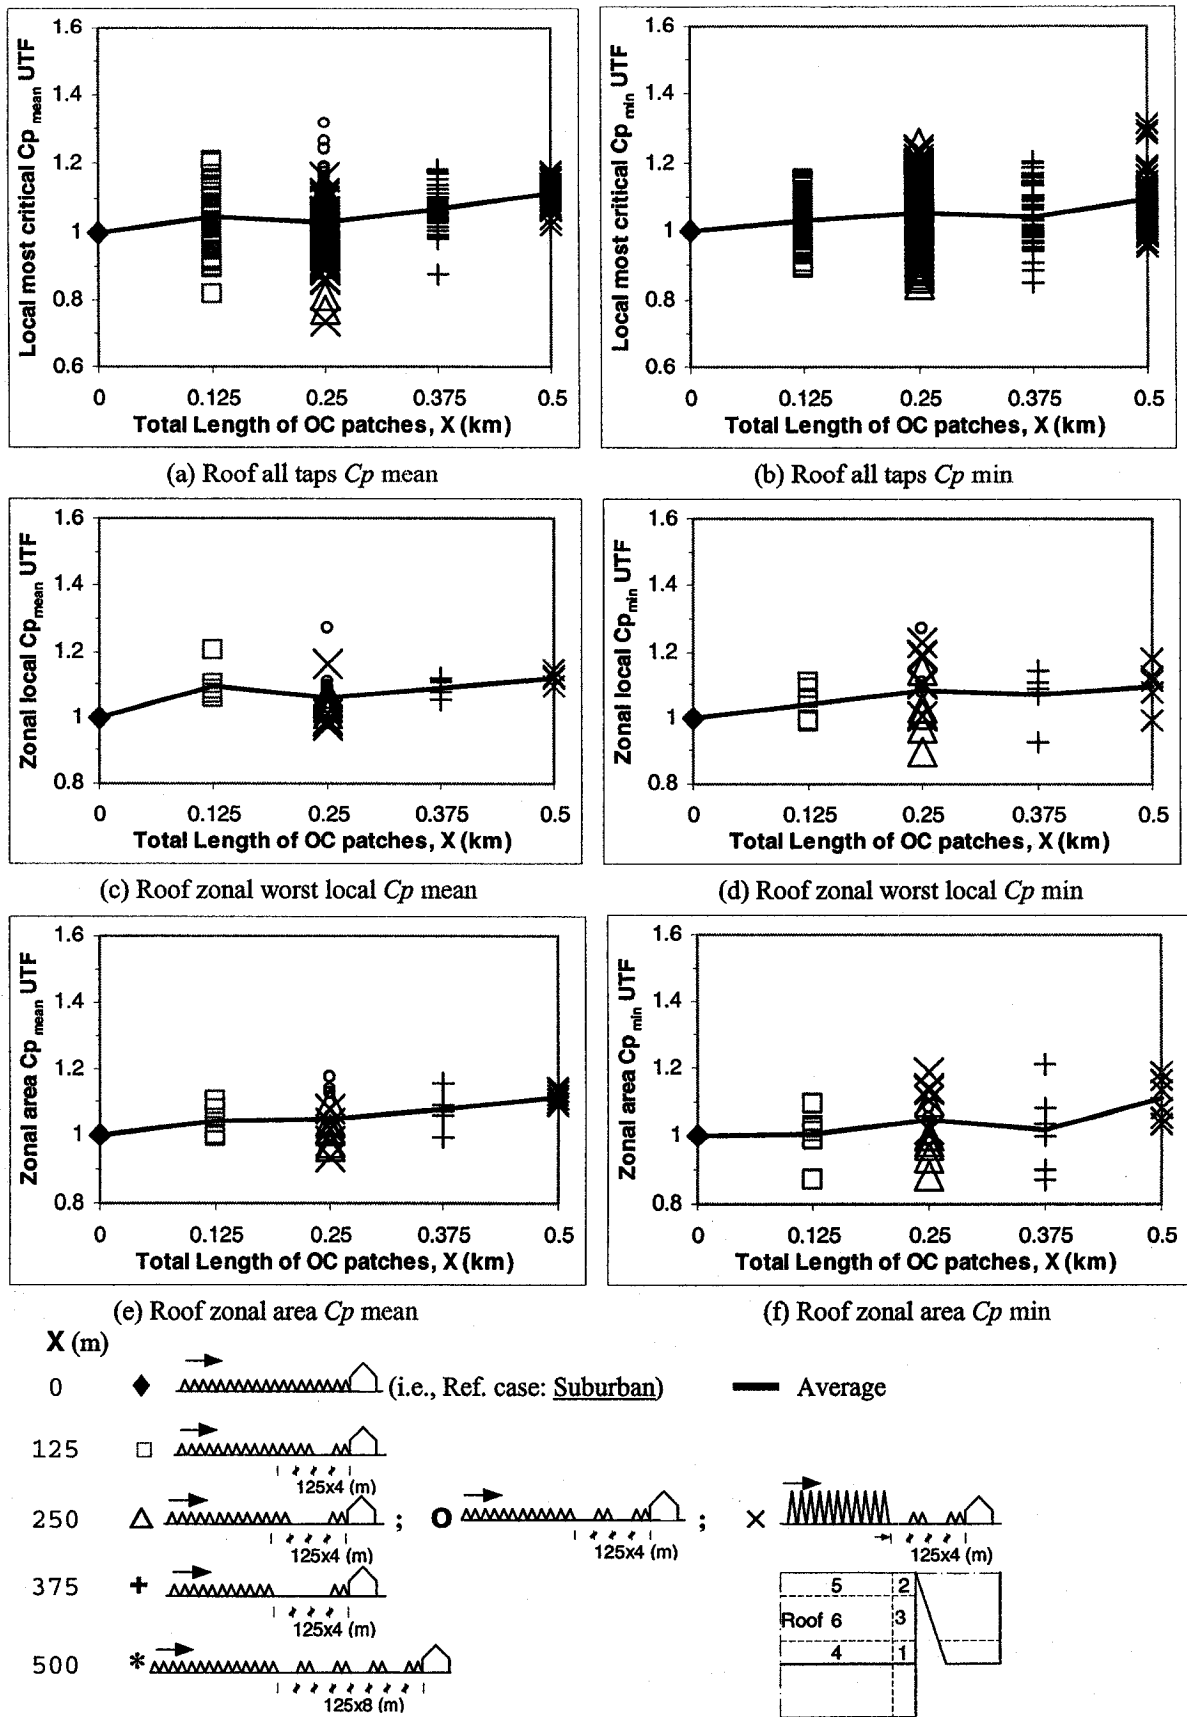 Local most critical Cp mean UTF
1.6
1.4
1.2
1
0.8
0.6
0 0.125 0.25 0.375 0.5
Total Length of OC patches, X (km)
(a) Roof all taps Cp mean
Local most critical Cp min UTF
1.6
1.4
1.2
1
0.8
0.6
0 0.125 0.25 0.375 0.5
Total Length of OC patches, X (km)
(b) Roof all taps Cp min
Zonal local Cp mean UTF
1.6
1.4
1.2
1
0.8
0 0.125 0.25 0.375 0.5
Total Length of OC patches, X (km)
(c) Roof zonal worst local Cp mean
Zonal local Cp min UTF
1.6
1.4
1.2
1
0.8
0 0.125 0.25 0.375 0.5
Total Length of OC patches, X (km)
(d) Roof zonal worst local Cp min
Zonal area Cp mean UTF
1.6
1.4
1.2
1
0.8
0 0.125 0.25 0.375 0.5
Total Length of OC patches, X (km)
(e) Roof zonal area Cp mean
Zonal area Cp min UTF
1.6
1.4
1.2
1
0.8
0 0.125 0.25 0.375 0.5
Total Length of OC patches, X (km)
(f) Roof zonal area Cp min
X (m)
0 (i.e., Ref. case: Suburban) Average
125
125x4 (m)
250 ; ;
125x4 (m) 125x4 (m) 125x4 (m)
375
125x4 (m)
500
125x8 (m)
5 2
Roof 6 3
4 1